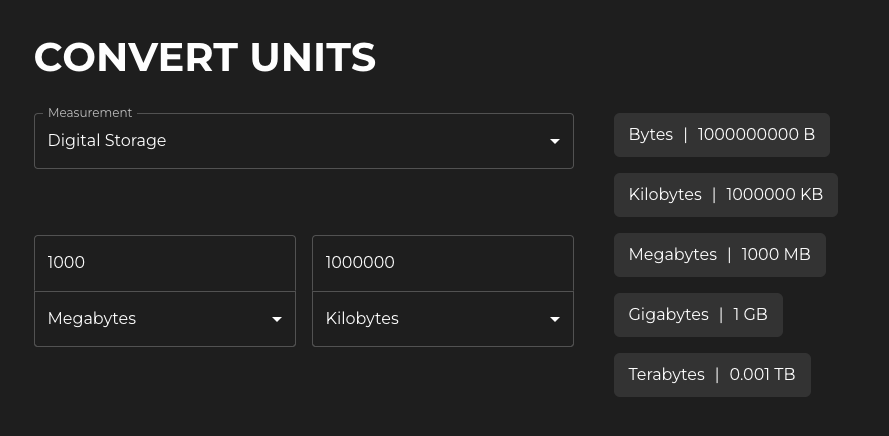 CONVERT UNITS
Measurement
Digital Storage
1000
Megabytes
1000000
Kilobytes
Bytes | 1000000000 B
Kilobytes | 1000000 KB
Megabytes | 1000 MB
Gigabytes | 1 GB
Terabytes | 0.001 TB